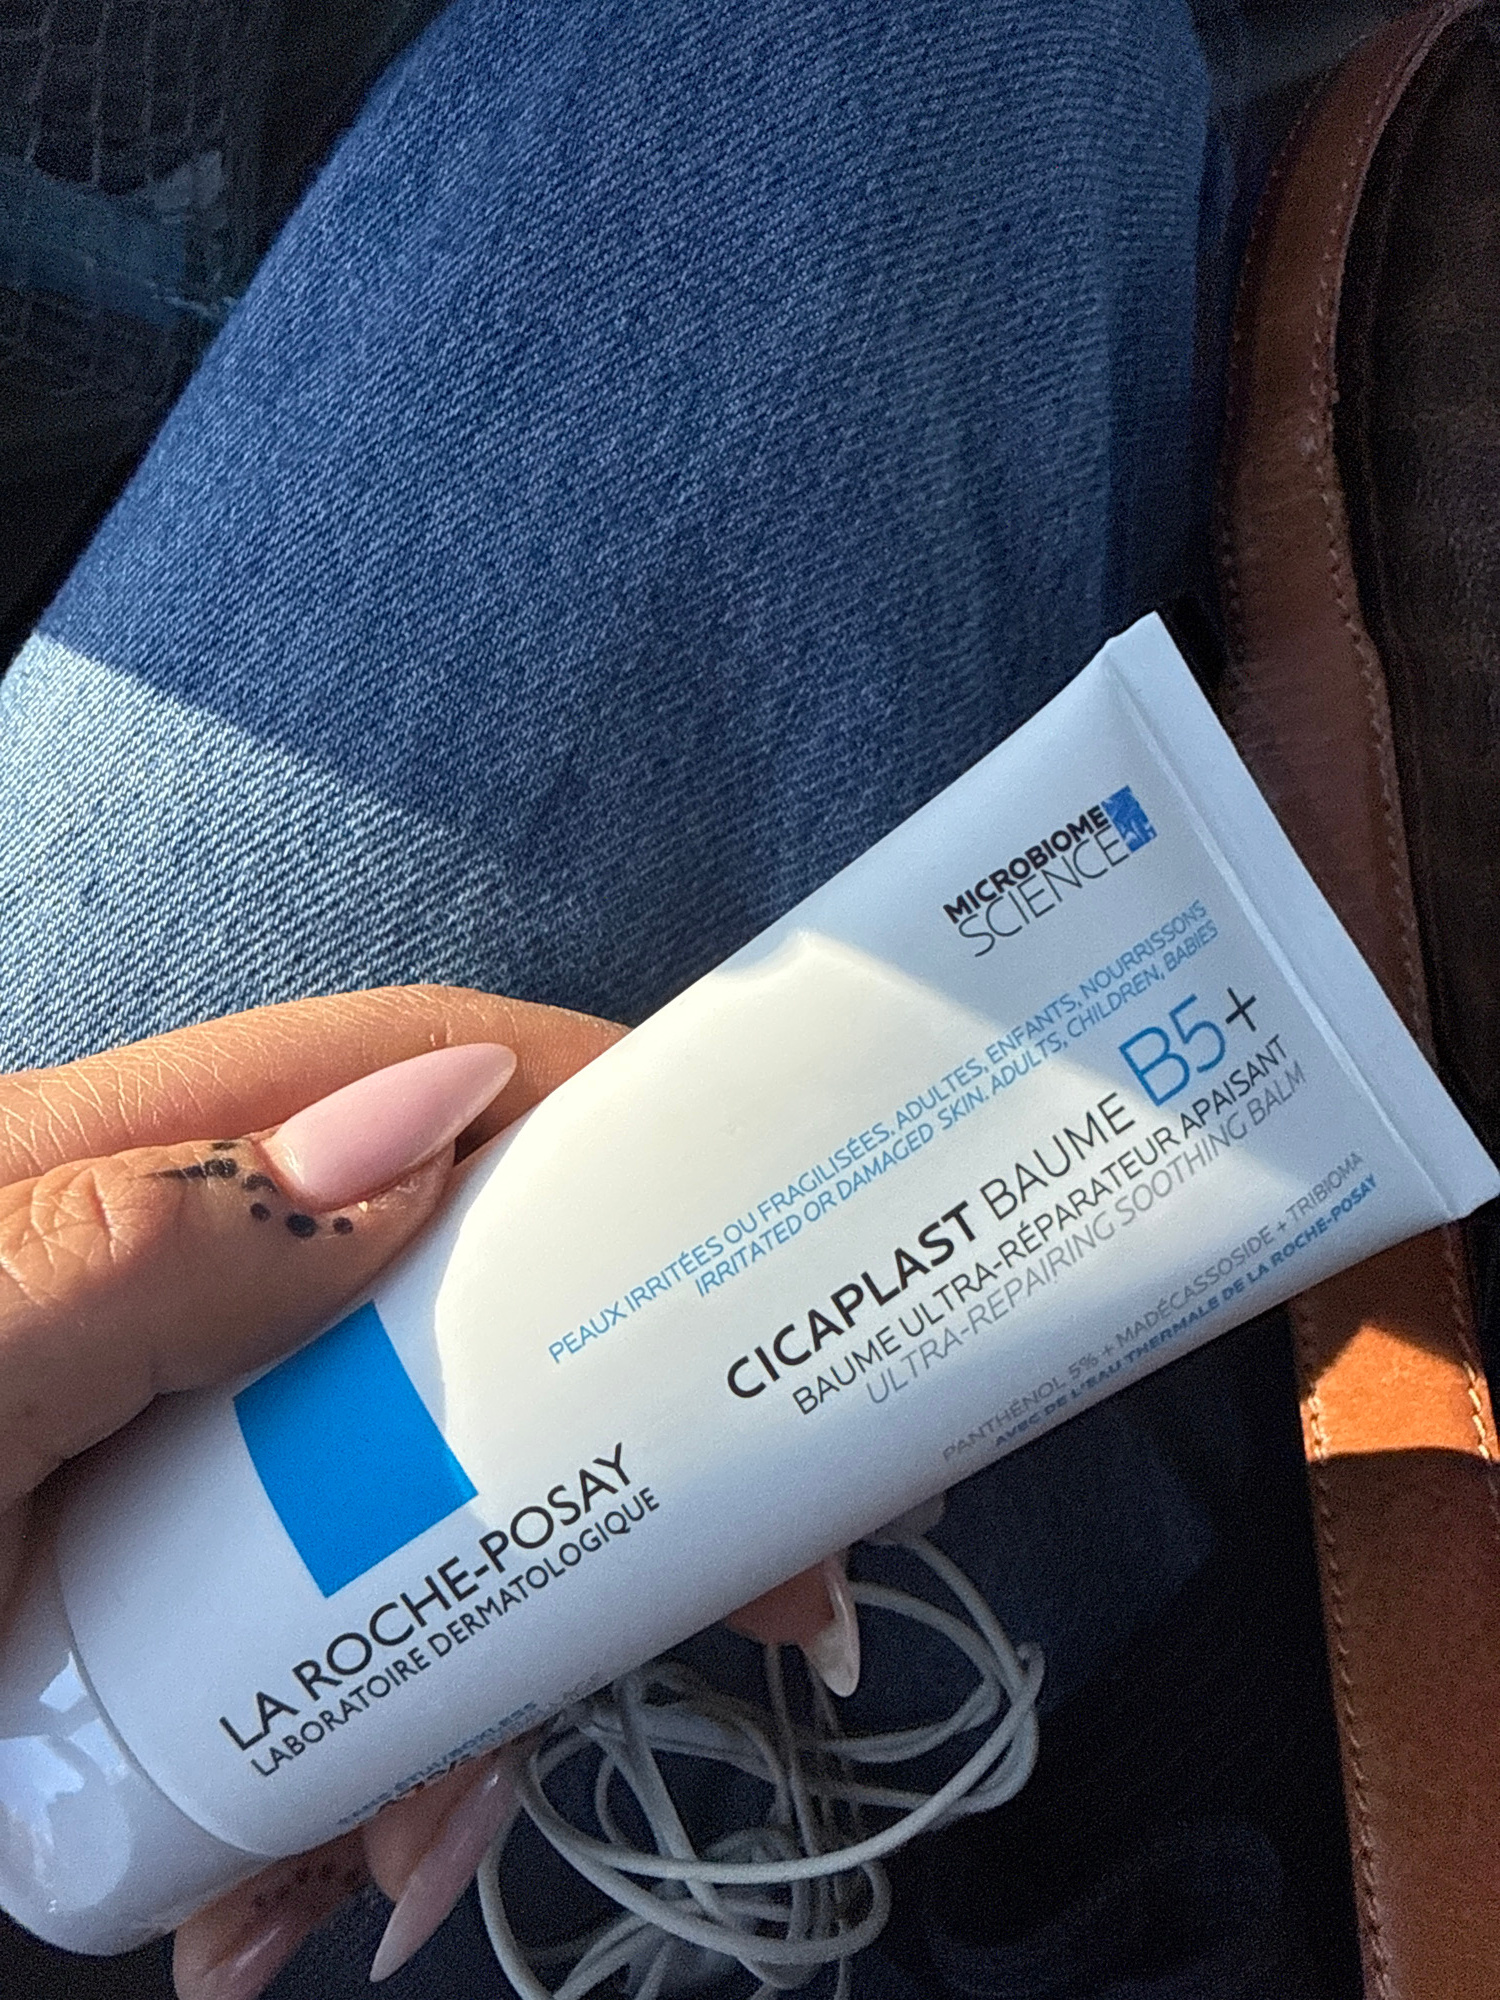 MICROBIOME
SCIENCE
PEAUX IRRITÉES OU FRAGILISÉES. ADULTES, ENFANTS, NOURRISSONS
IRRITATED OR DAMAGED SKIN. ADULTS, CHILDREN, BABIES
CICAPLAST BAUME B5+
BAUME ULTRA-RÉPARATEUR APAISANT
ULTRA-REPAIRING SOOTHING BALM
PANTHÉNOL 5% + MADÉCASSOSIDE + TRIBIOMA
AVEC DE L'EAU THERMALE DE LA ROCHE-POSAY
LA ROCHE-POSAY
LABORATOIRE DERMATOLOGIQUE